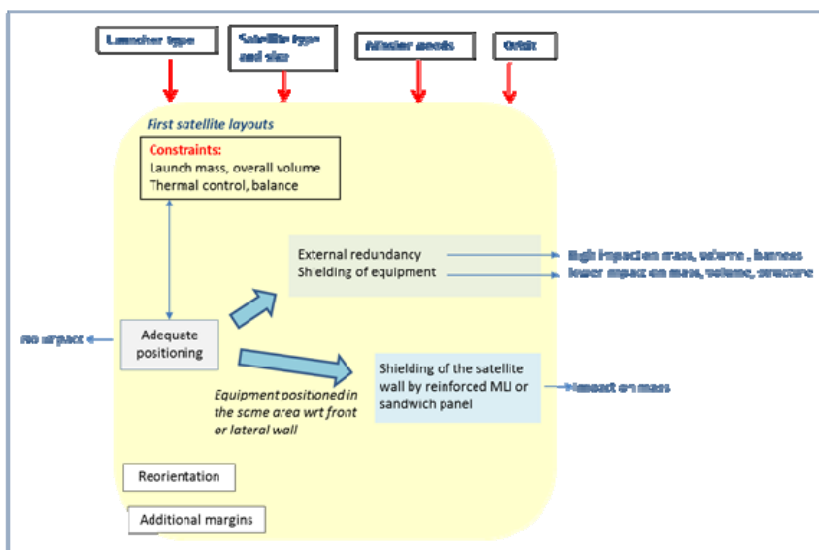 Launcher type
Satellite type
and size
Mission needs
Orbit
First satellite layouts
Constraints:
Launch mass, overall volume
Thermal control, balance
External redundancy
Shielding of equipment
High impact on mass, volume , harness
lower impact on mass, volume, structure
No impact
Adequate
positioning
Shielding of the satellite
wall by reinforced MLI or
sandwich panel
Impact on mass
Equipment positioned in
the same area wrt front
or lateral wall
Reorientation
Additional margins